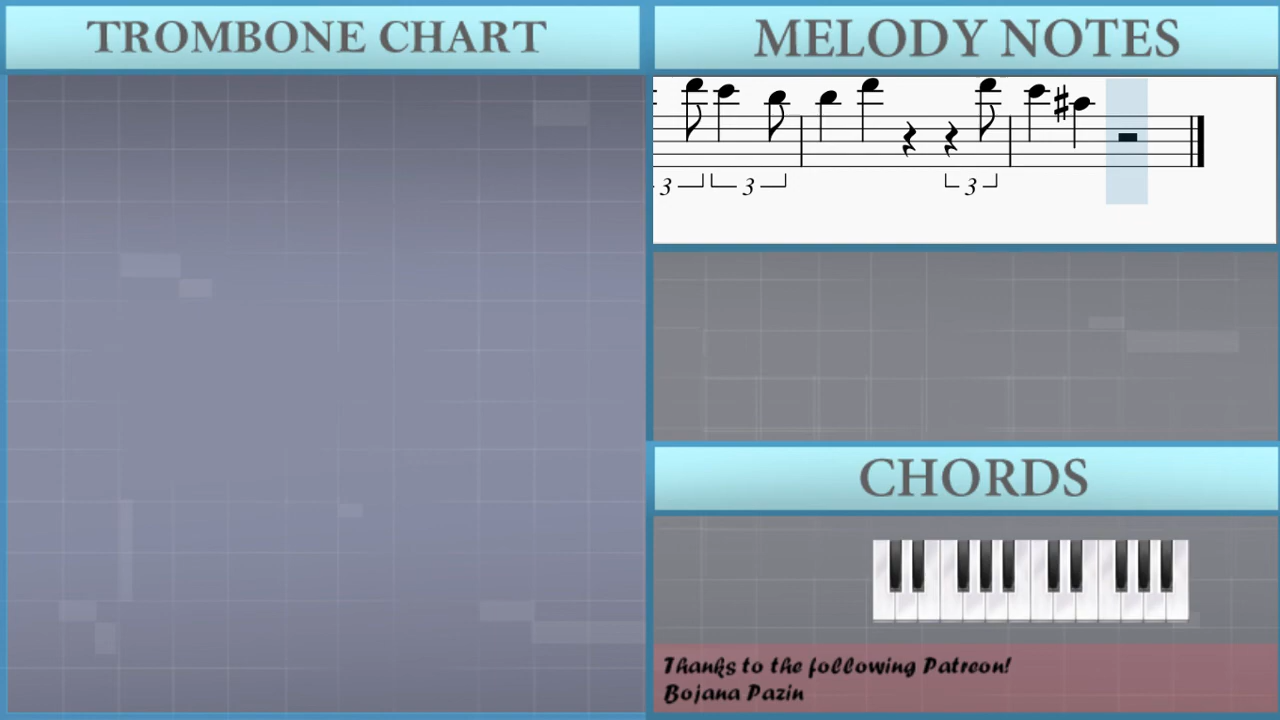 TROMBONE CHART
MELODY NOTES
3
3
3
CHORDS
Thanks to the following Patreon!
Bojana Pazin